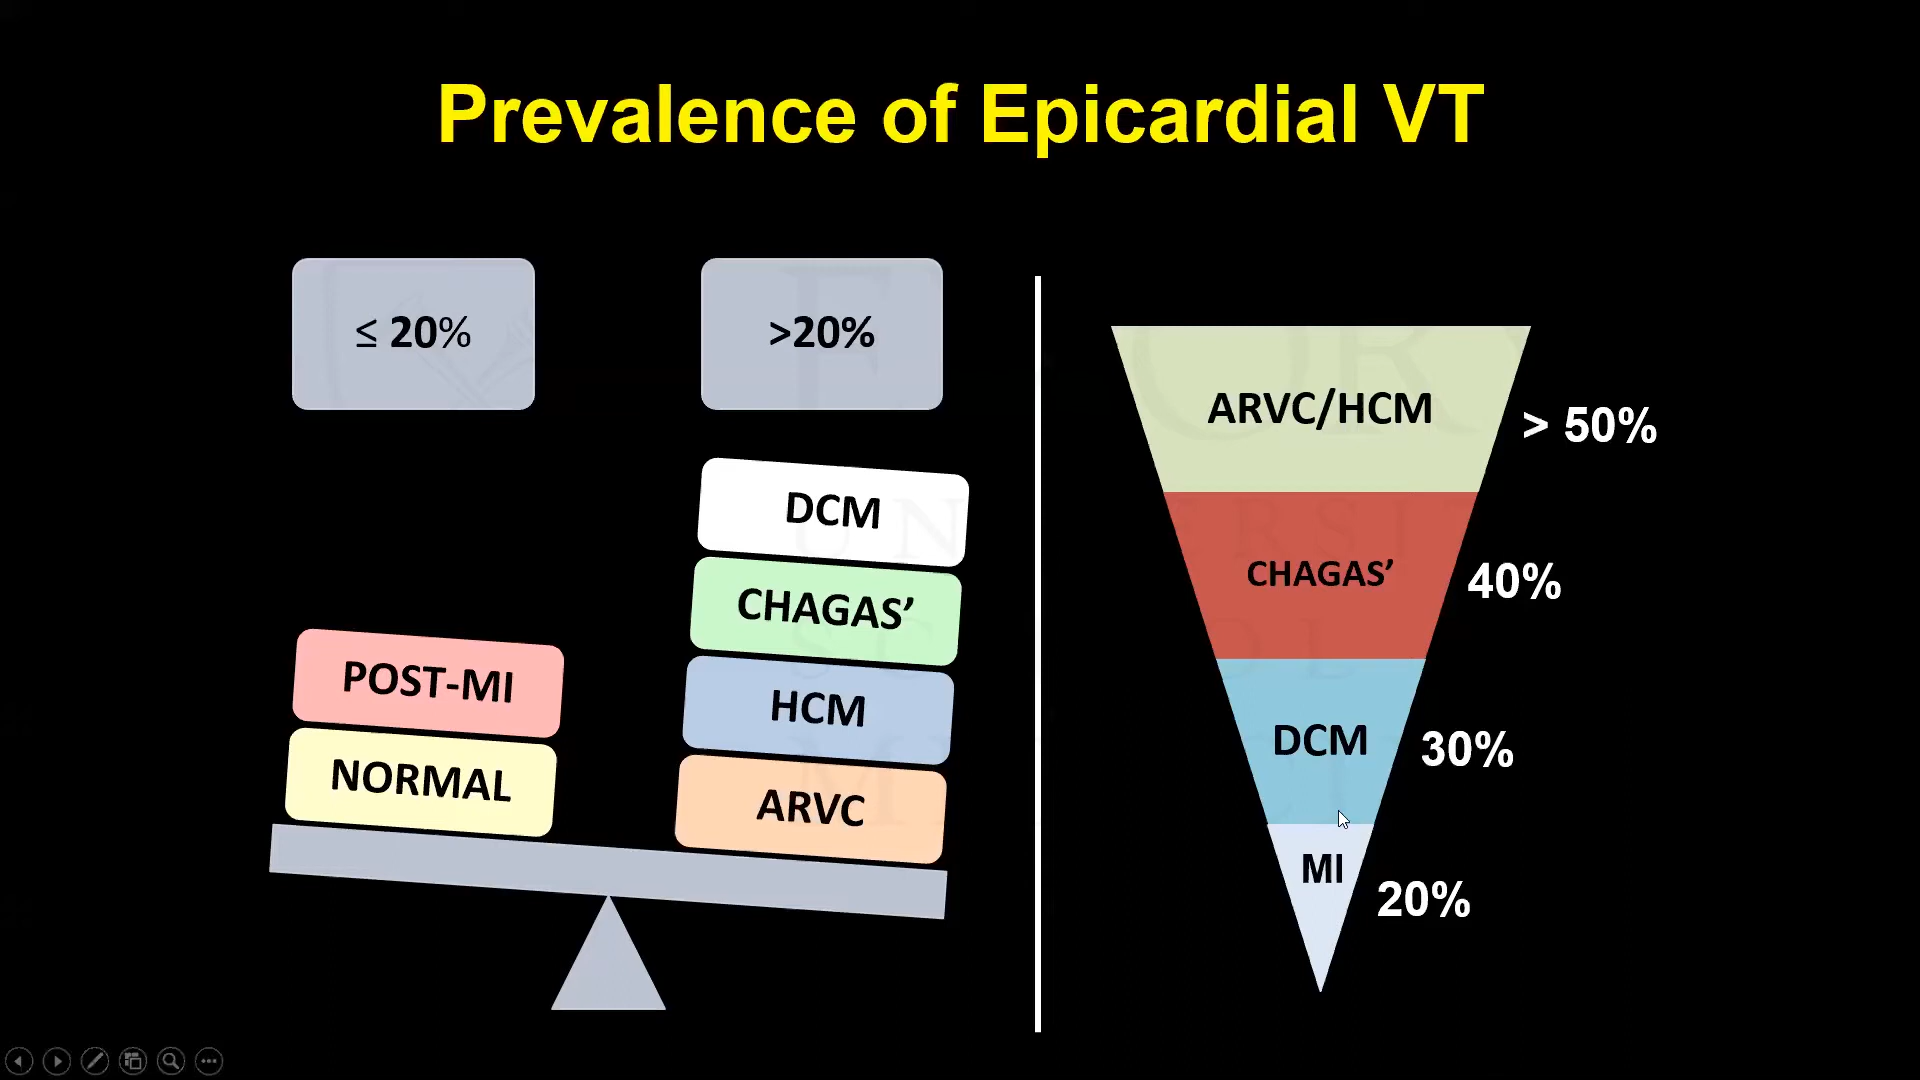 Prevalence of Epicardial VT
≤ 20%
>20%
DCM
CHAGAS’
HCM
ARVC
POST-MI
NORMAL
ARVC/HCM
> 50%
CHAGAS’
40%
DCM
30%
MI
20%